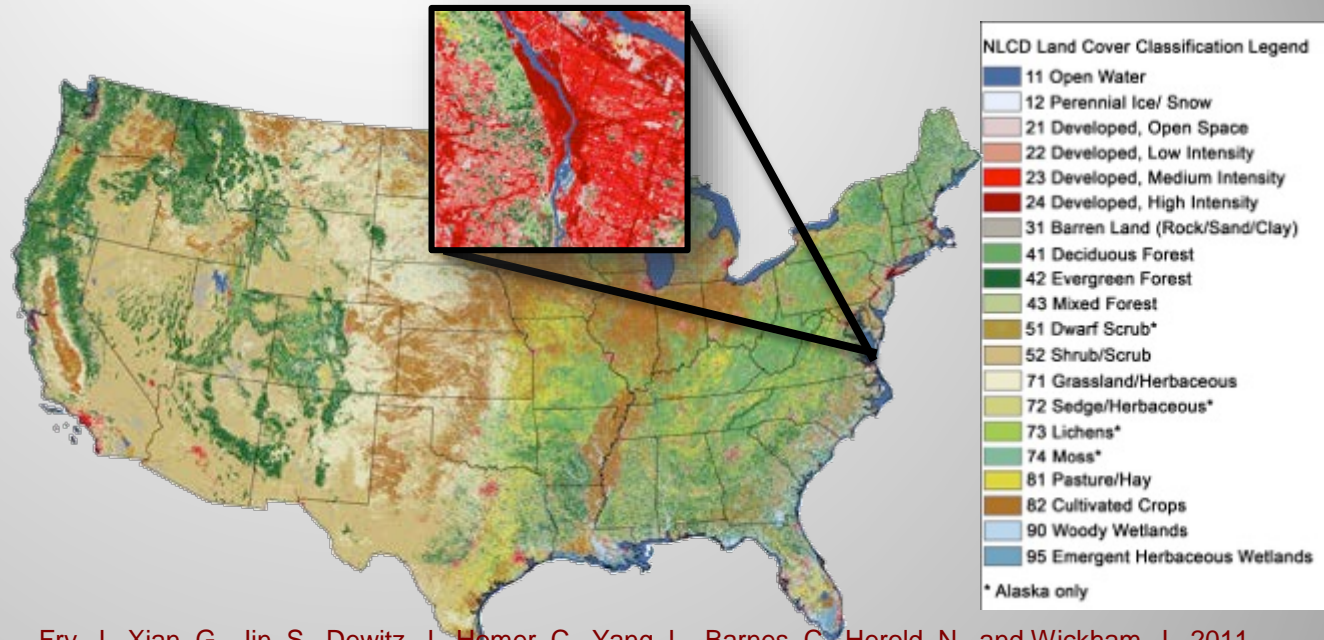 NLCD Land Cover Classification Legend
11 Open Water
12 Perennial Ice/ Snow
21 Developed, Open Space
22 Developed, Low Intensity
23 Developed, Medium Intensity
24 Developed, High Intensity
31 Barren Land (Rock/Sand/Clay)
41 Deciduous Forest
42 Evergreen Forest
43 Mixed Forest
51 Dwarf Scrub*
52 Shrub/Scrub
71 Grassland/Herbaceous
72 Sedge/Herbaceous*
73 Lichens*
74 Moss*
81 Pasture/Hay
82 Cultivated Crops
90 Woody Wetlands
95 Emergent Herbaceous Wetlands
* Alaska only
Fry, J., Xian, G., Jin, S., Dewitz, J., Homer, C., Yang, L., Barnes, C., Herold, N., and Wickham, J., 2011.